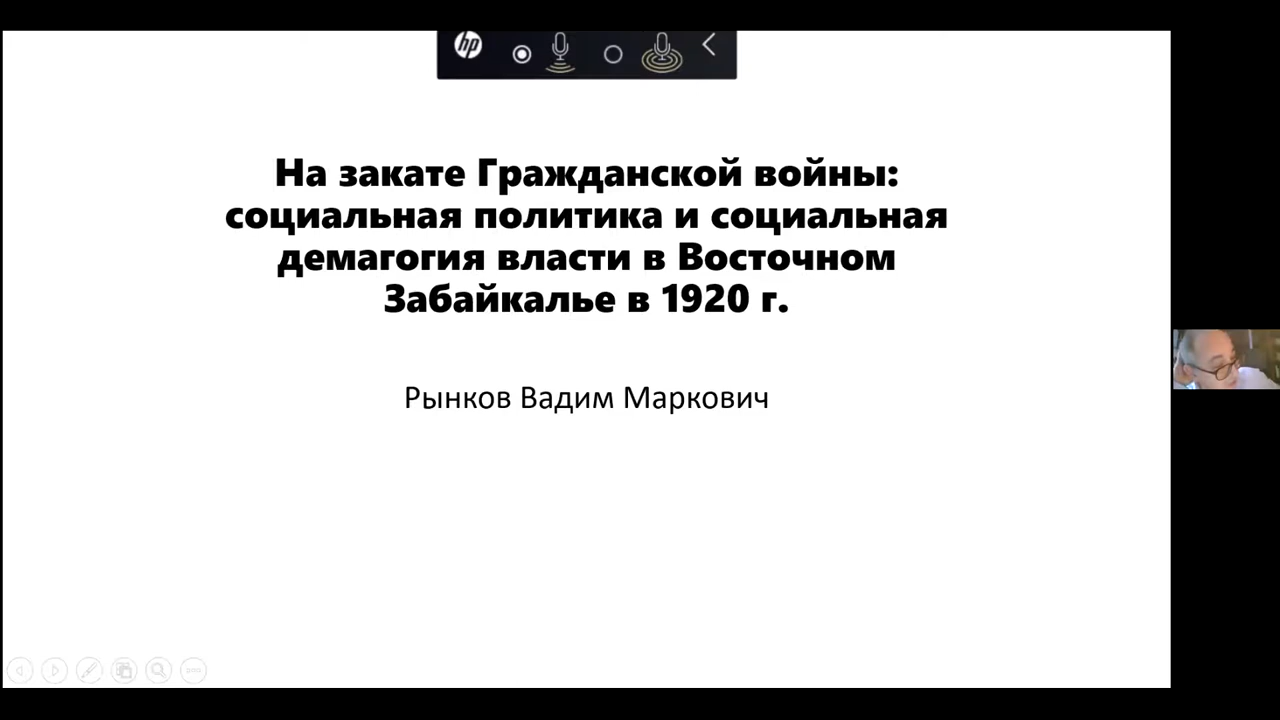 hp
На закате Гражданской войны:
социальная политика и социальная
демагогия власти в Восточном
Забайкалье в 1920 г.
Рынков Вадим Маркович